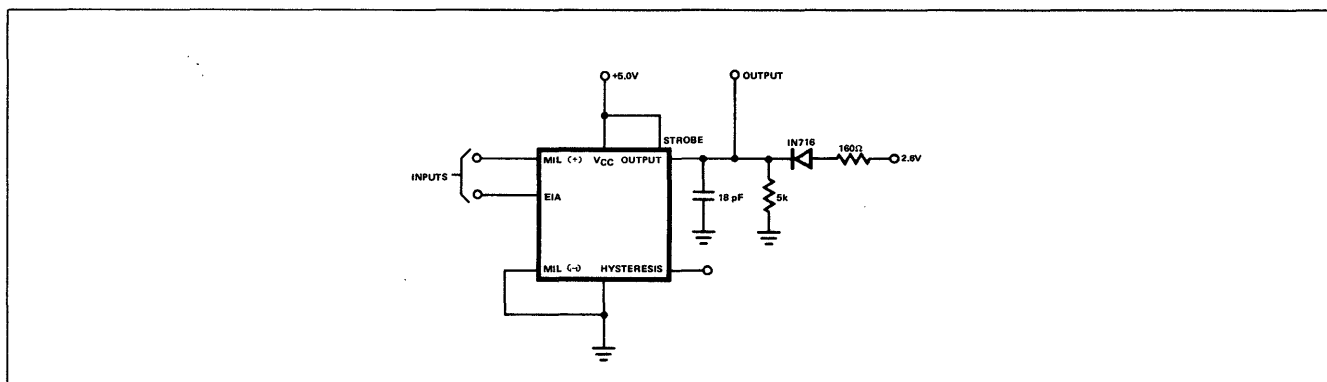 +5.0V
OUTPUT
STROBE
IN716
160Ω
2.6V
MIL (+) VCC OUTPUT
INPUTS
EIA
18 pF
5k
MIL (−) HYSTERESIS